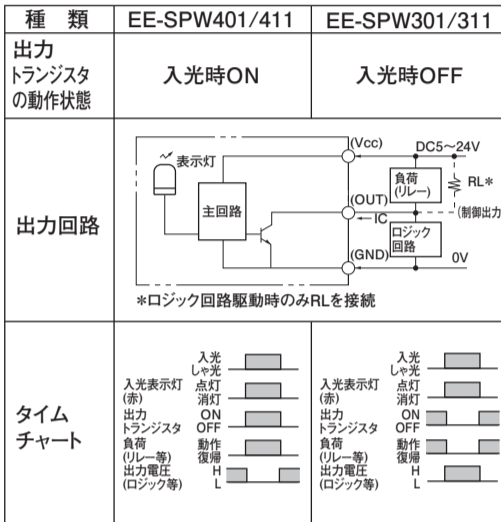 種 類
EE-SPW401/411
EE-SPW301/311
出力
トランジスタ
の動作状態
入光時ON
入光時OFF
出力回路
表示灯
主回路
(Vcc)
DC5～24V
負荷
(リレー)
RL*
(OUT)
IC
(制御出力
ロジック
回路
(GND)
0V
*ロジック回路駆動時のみRLを接続
タイム
チャート
入光
しゃ光
入光表示灯 点灯
(赤) 消灯
出力 ON
トランジスタ OFF
負荷 動作
(リレー等) 復帰
出力電圧 H
(ロジック等) L
入光
しゃ光
入光表示灯 点灯
(赤) 消灯
出力 ON
トランジスタ OFF
負荷 動作
(リレー等) 復帰
出力電圧 H
(ロジック等) L